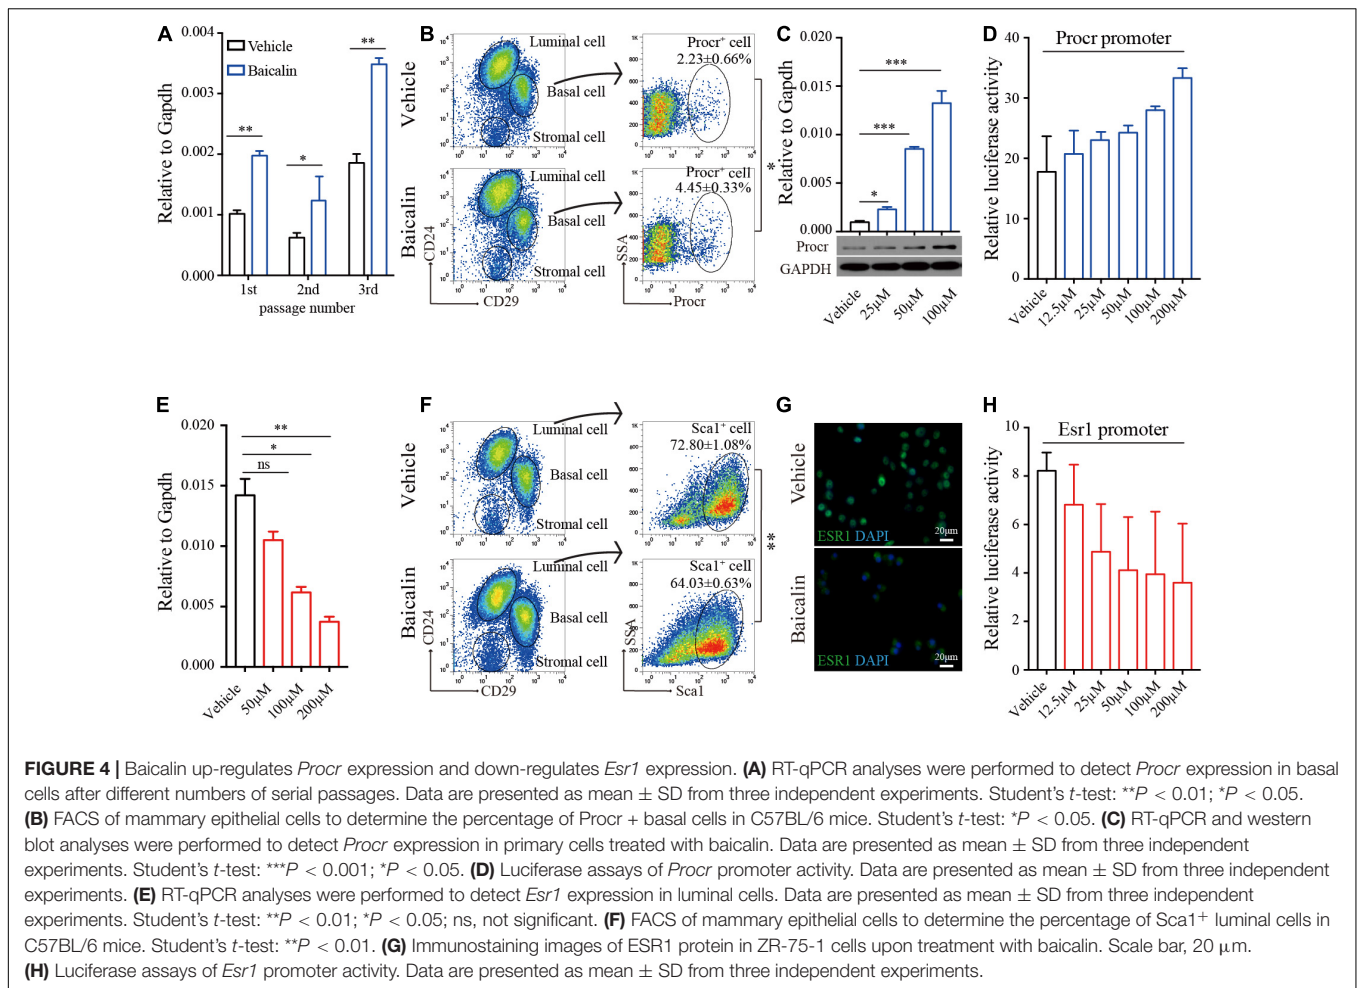 A
Relative to Gapdh
0.004
0.003
0.002
0.001
0.000
Vehicle
Baicalin
**
*
**
1st 2nd 3rd
passage number
B
Vehicle
Baicalin
Luminal cell
Basal cell
Stromal cell
Procr⁺ cell
2.23±0.66%
Luminal cell
Basal cell
Stromal cell
Procr⁺ cell
4.45±0.33%
*
CD24
CD29
SSA
Procr
C
Relative to Gapdh
0.020
0.015
0.010
0.005
0.000
***
***
*
Procr
GAPDH
Vehicle 25μM 50μM 100μM
D
Procr promoter
Relative luciferase activity
40
30
20
10
0
Vehicle 12.5μM 25μM 50μM 100μM 200μM
E
Relative to Gapdh
0.020
0.015
0.010
0.005
0.000
**
*
ns
Vehicle 50μM 100μM 200μM
F
Vehicle
Baicalin
Luminal cell
Basal cell
Stromal cell
Sca1⁺ cell
72.80±1.08%
Luminal cell
Basal cell
Stromal cell
Sca1⁺ cell
64.03±0.63%
**
CD24
CD29
SSA
Sca1
G
Vehicle
ESR1 DAPI
20μm
Baicalin
ESR1 DAPI
20μm
H
Esr1 promoter
Relative luciferase activity
10
8
6
4
2
0
Vehicle 12.5μM 25μM 50μM 100μM 200μM
FIGURE 4 | Baicalin up-regulates Procr expression and down-regulates Esr1 expression. (A) RT-qPCR analyses were performed to detect Procr expression in basal
cells after different numbers of serial passages. Data are presented as mean ± SD from three independent experiments. Student's t-test: **P < 0.01; *P < 0.05.
(B) FACS of mammary epithelial cells to determine the percentage of Procr + basal cells in C57BL/6 mice. Student's t-test: *P < 0.05. (C) RT-qPCR and western
blot analyses were performed to detect Procr expression in primary cells treated with baicalin. Data are presented as mean ± SD from three independent
experiments. Student's t-test: ***P < 0.001; *P < 0.05. (D) Luciferase assays of Procr promoter activity. Data are presented as mean ± SD from three independent
experiments. (E) RT-qPCR analyses were performed to detect Esr1 expression in luminal cells. Data are presented as mean ± SD from three independent
experiments. Student's t-test: **P < 0.01; *P < 0.05; ns, not significant. (F) FACS of mammary epithelial cells to determine the percentage of Sca1⁺ luminal cells in
C57BL/6 mice. Student's t-test: **P < 0.01. (G) Immunostaining images of ESR1 protein in ZR-75-1 cells upon treatment with baicalin. Scale bar, 20 μm.
(H) Luciferase assays of Esr1 promoter activity. Data are presented as mean ± SD from three independent experiments.